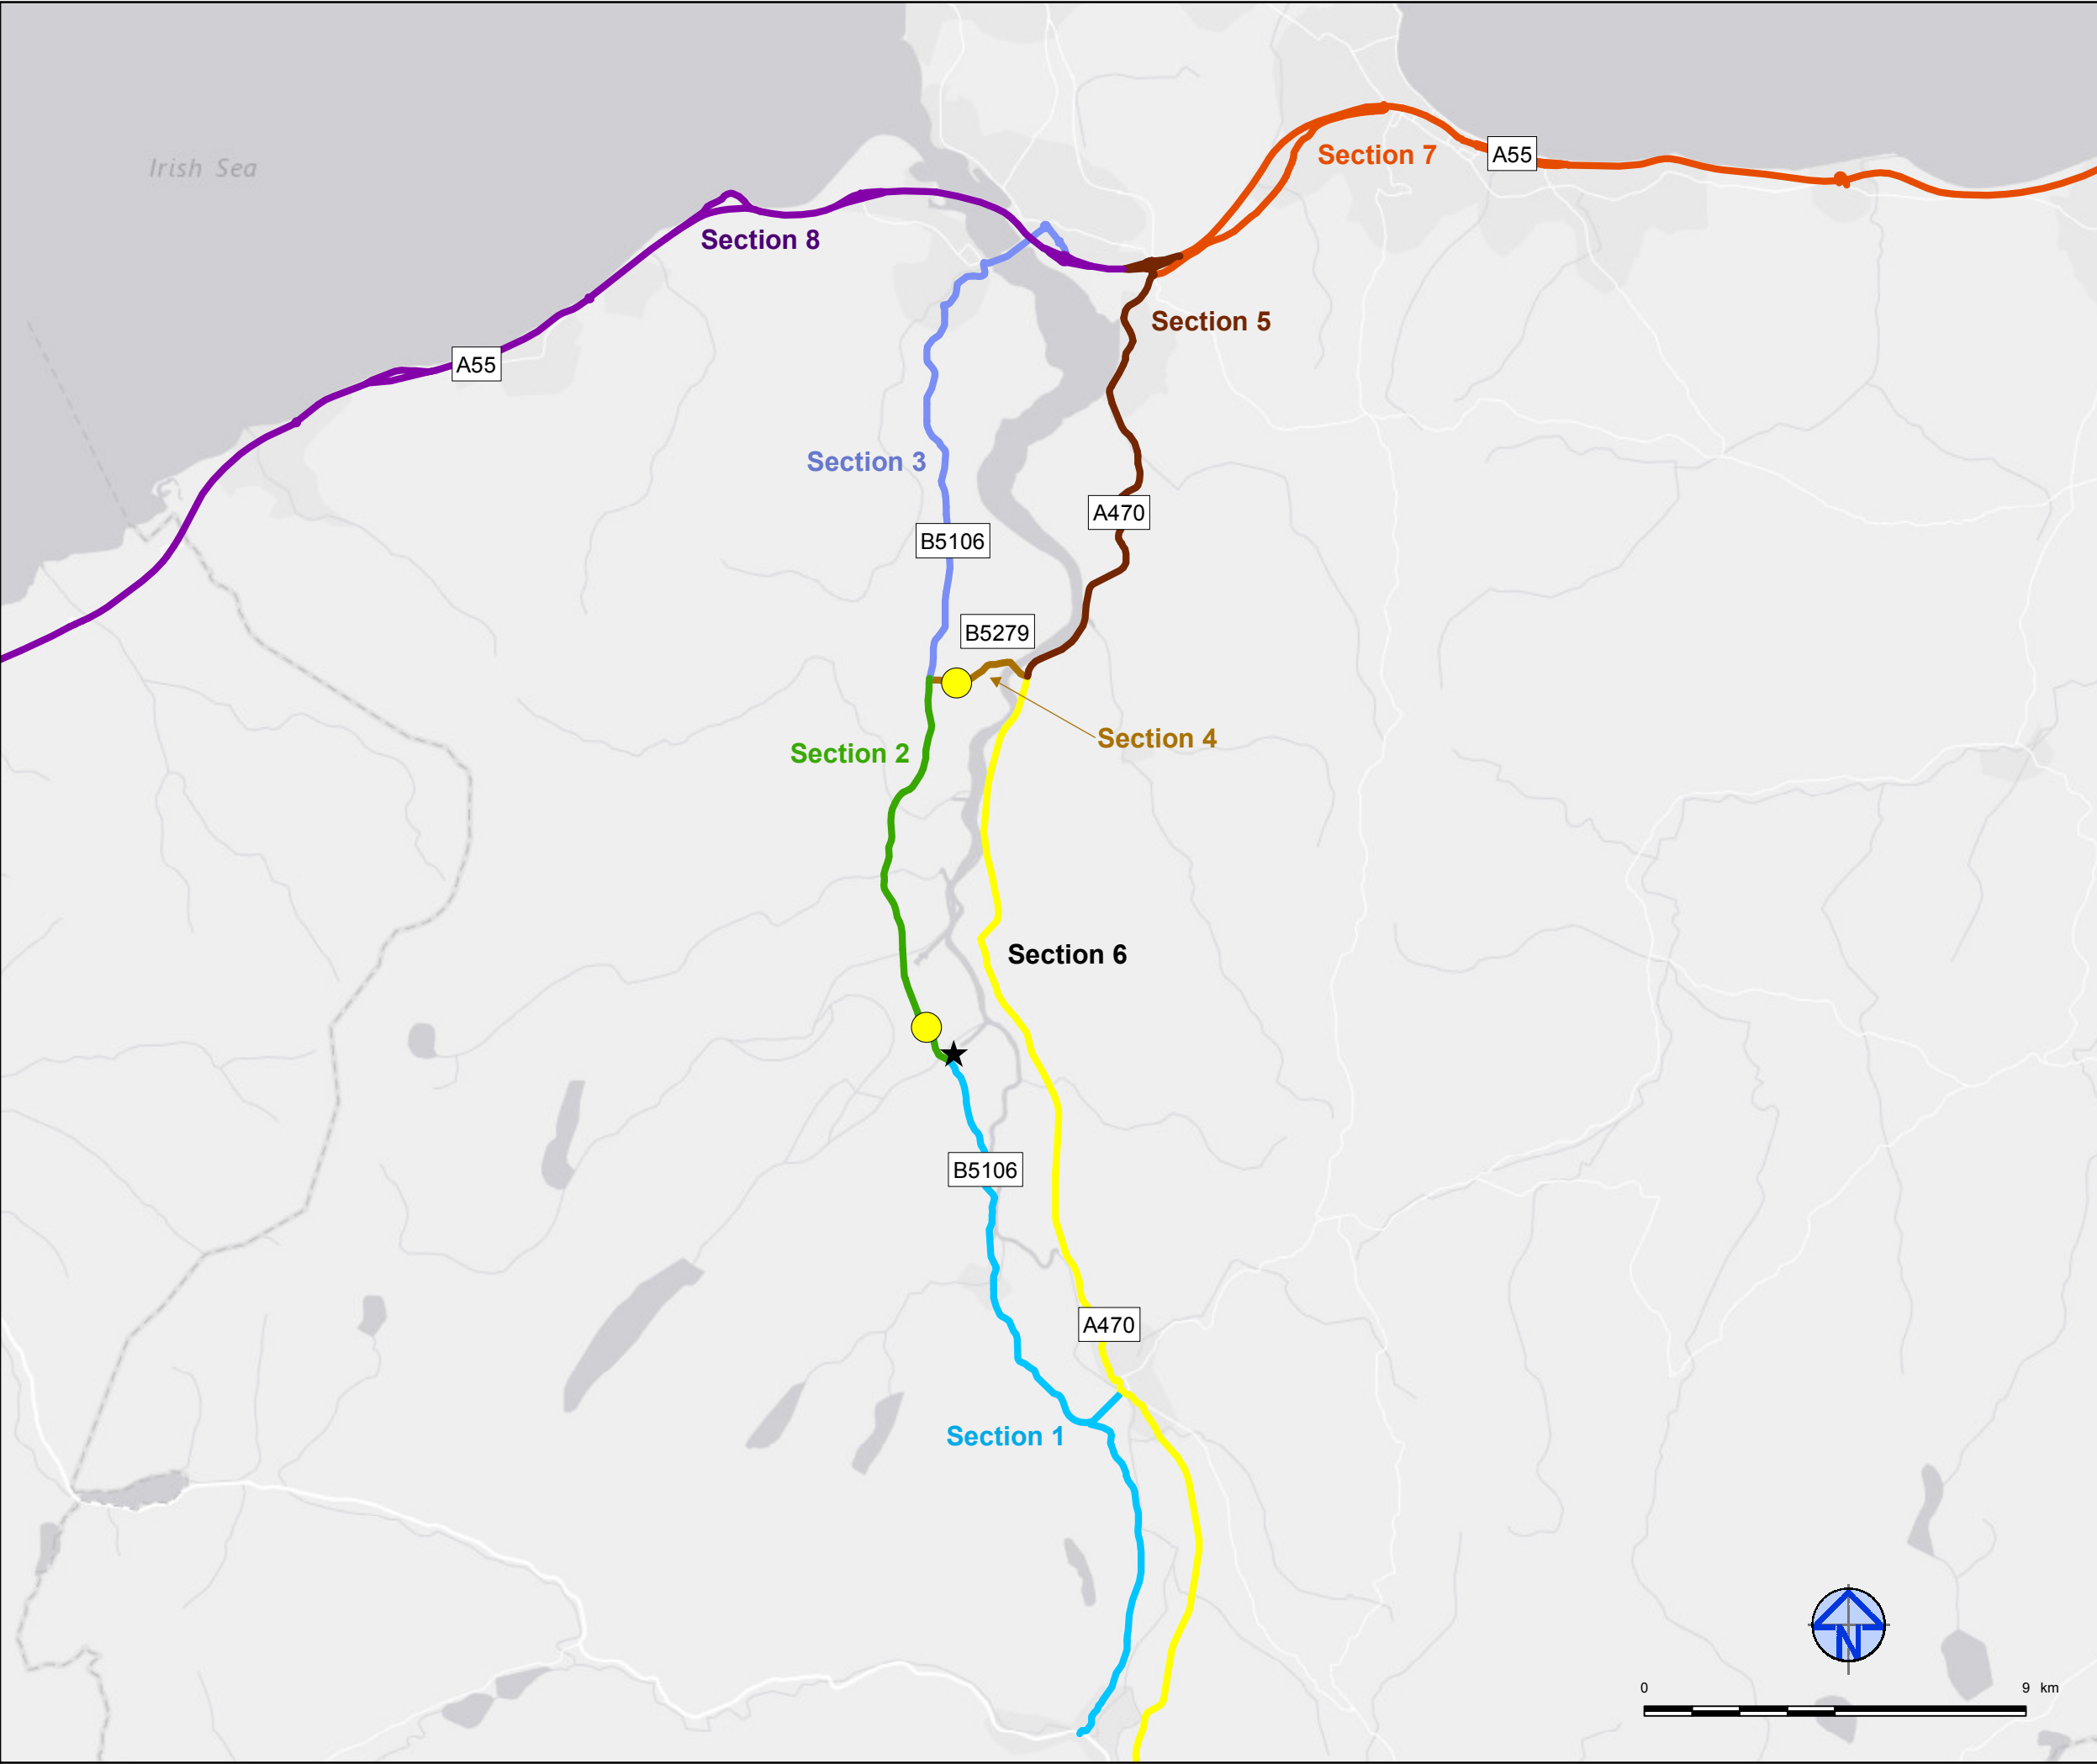 Irish Sea
Section 7
A55
Section 8
Section 5
A55
Section 3
A470
B5106
B5279
Section 4
Section 2
Section 6
B5106
A470
Section 1
N
0 9 km